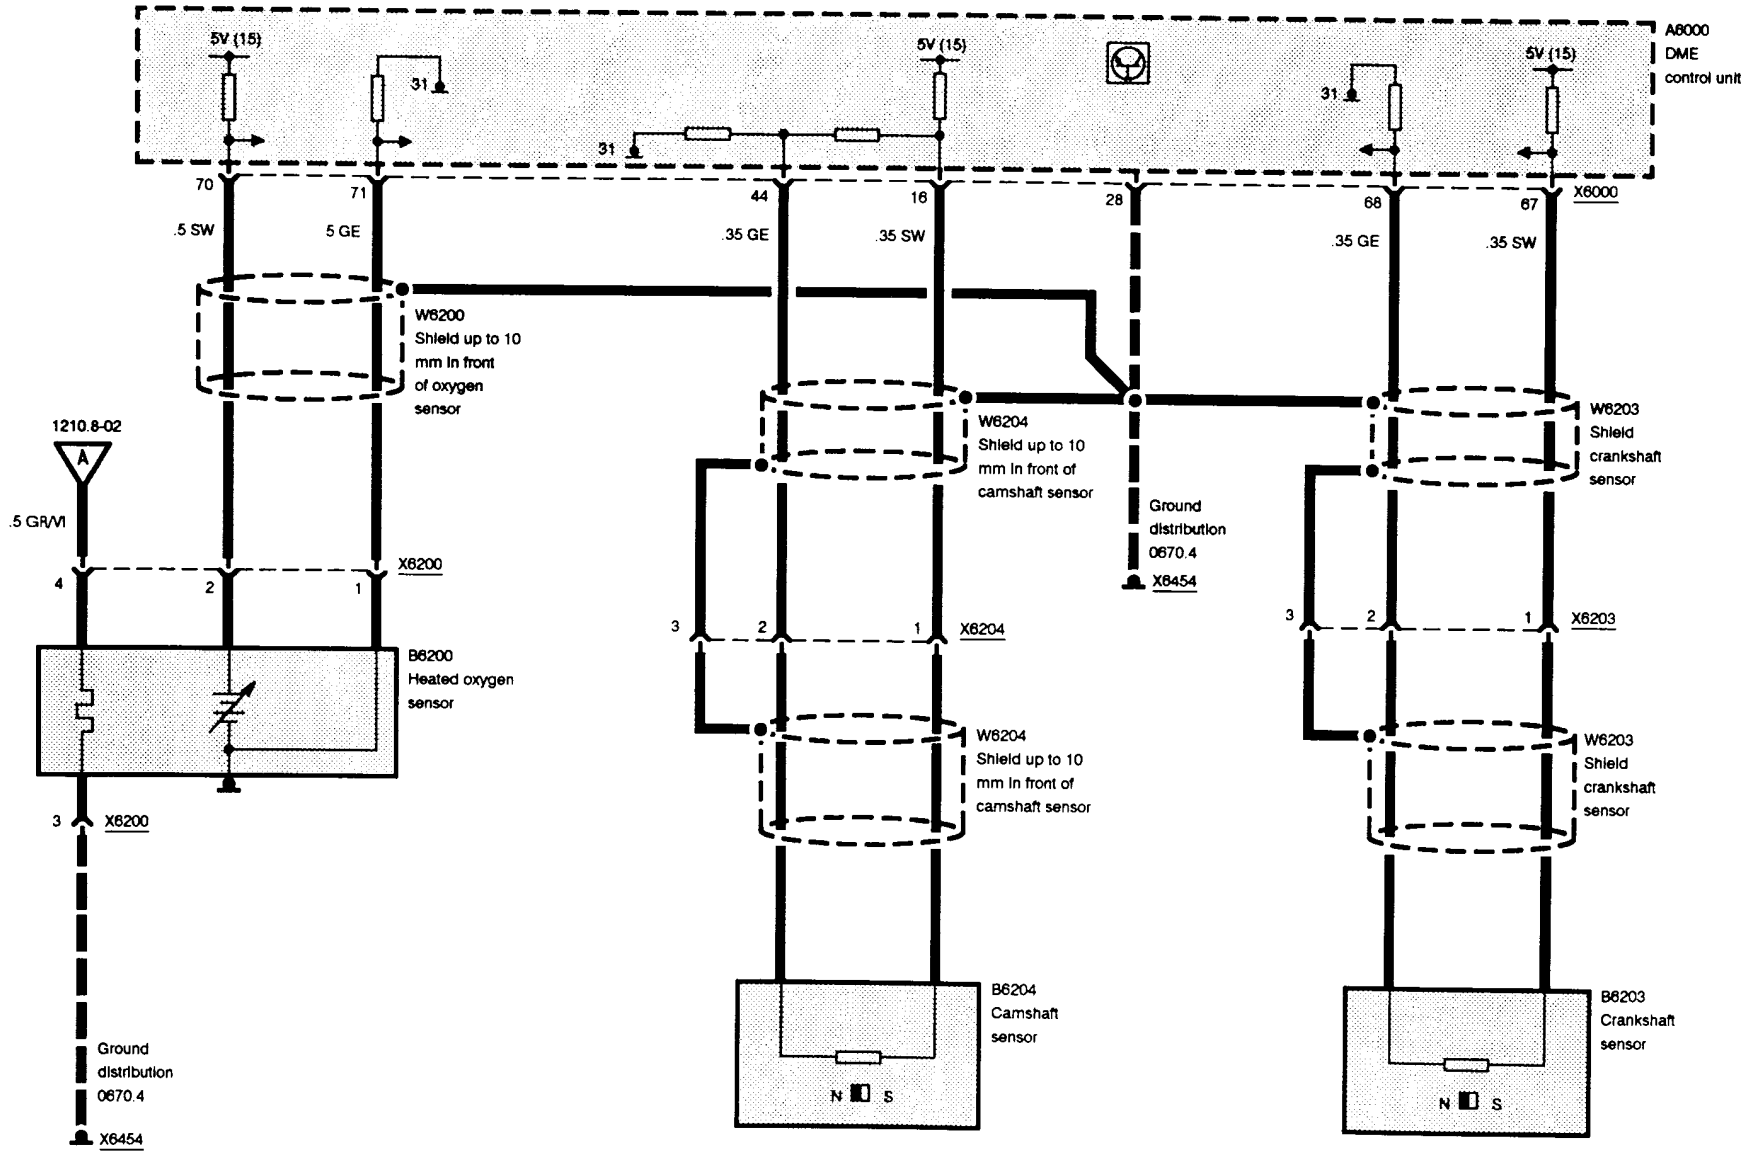 A6000
DME
control unit
5V (15)
31
5V (15)
31
31
5V (15)
70
71
44
16
28
68
67
X6000
.5 SW
5 GE
.35 GE
.35 SW
.35 GE
.35 SW
W6200
Shield up to 10
mm in front
of oxygen
sensor
W6204
Shield up to 10
mm in front of
camshaft sensor
W6203
Shield
crankshaft
sensor
1210.8-02
A
.5 GR/VI
Ground
distribution
0670.4
X6454
4
2
1
X6200
3
2
1
X6204
3
2
1
X6203
B6200
Heated oxygen
sensor
W6204
Shield up to 10
mm in front of
camshaft sensor
W6203
Shield
crankshaft
sensor
3
X6200
B6204
Camshaft
sensor
N
S
B6203
Crankshaft
sensor
N
S
Ground
distribution
0670.4
X6454